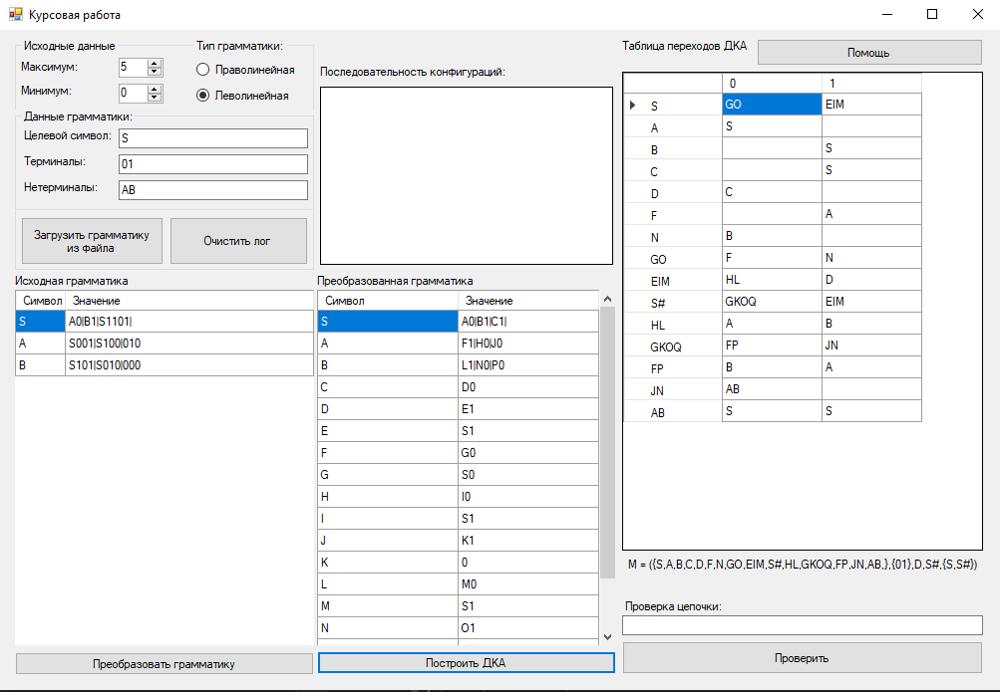 Курсовая работа
Исходные данные
Максимум: 5
Минимум: 0
Тип грамматики:
Праволинейная
Леволинейная
Данные грамматики:
Целевой символ: S
Терминалы: 01
Нетерминалы: AB
Загрузить грамматику
из файла
Очистить лог
Последовательность конфигураций:
Исходная грамматика
Символ Значение
S A0|B1|S1101|
A S001|S100|010
B S101|S010|000
Преобразовать грамматику
Преобразованная грамматика
Символ Значение
S A0|B1|C1|
A F1|H0|J0
B L1|N0|P0
C D0
D E1
E S1
F G0
G S0
H I0
I S1
J K1
K 0
L M0
M S1
N O1
Построить ДКА
Таблица переходов ДКА
Помощь
0 1
S GO EIM
A S
B S
C S
D C
F A
N B
GO F N
EIM HL D
S# GKOQ EIM
HL A B
GKOQ FP JN
FP B A
JN AB
AB S S
M = ({S,A,B,C,D,F,N,GO,EIM,S#,HL,GKOQ,FP,JN,AB,},{01},D,S#,{S,S#})
Проверка цепочки:
Проверить